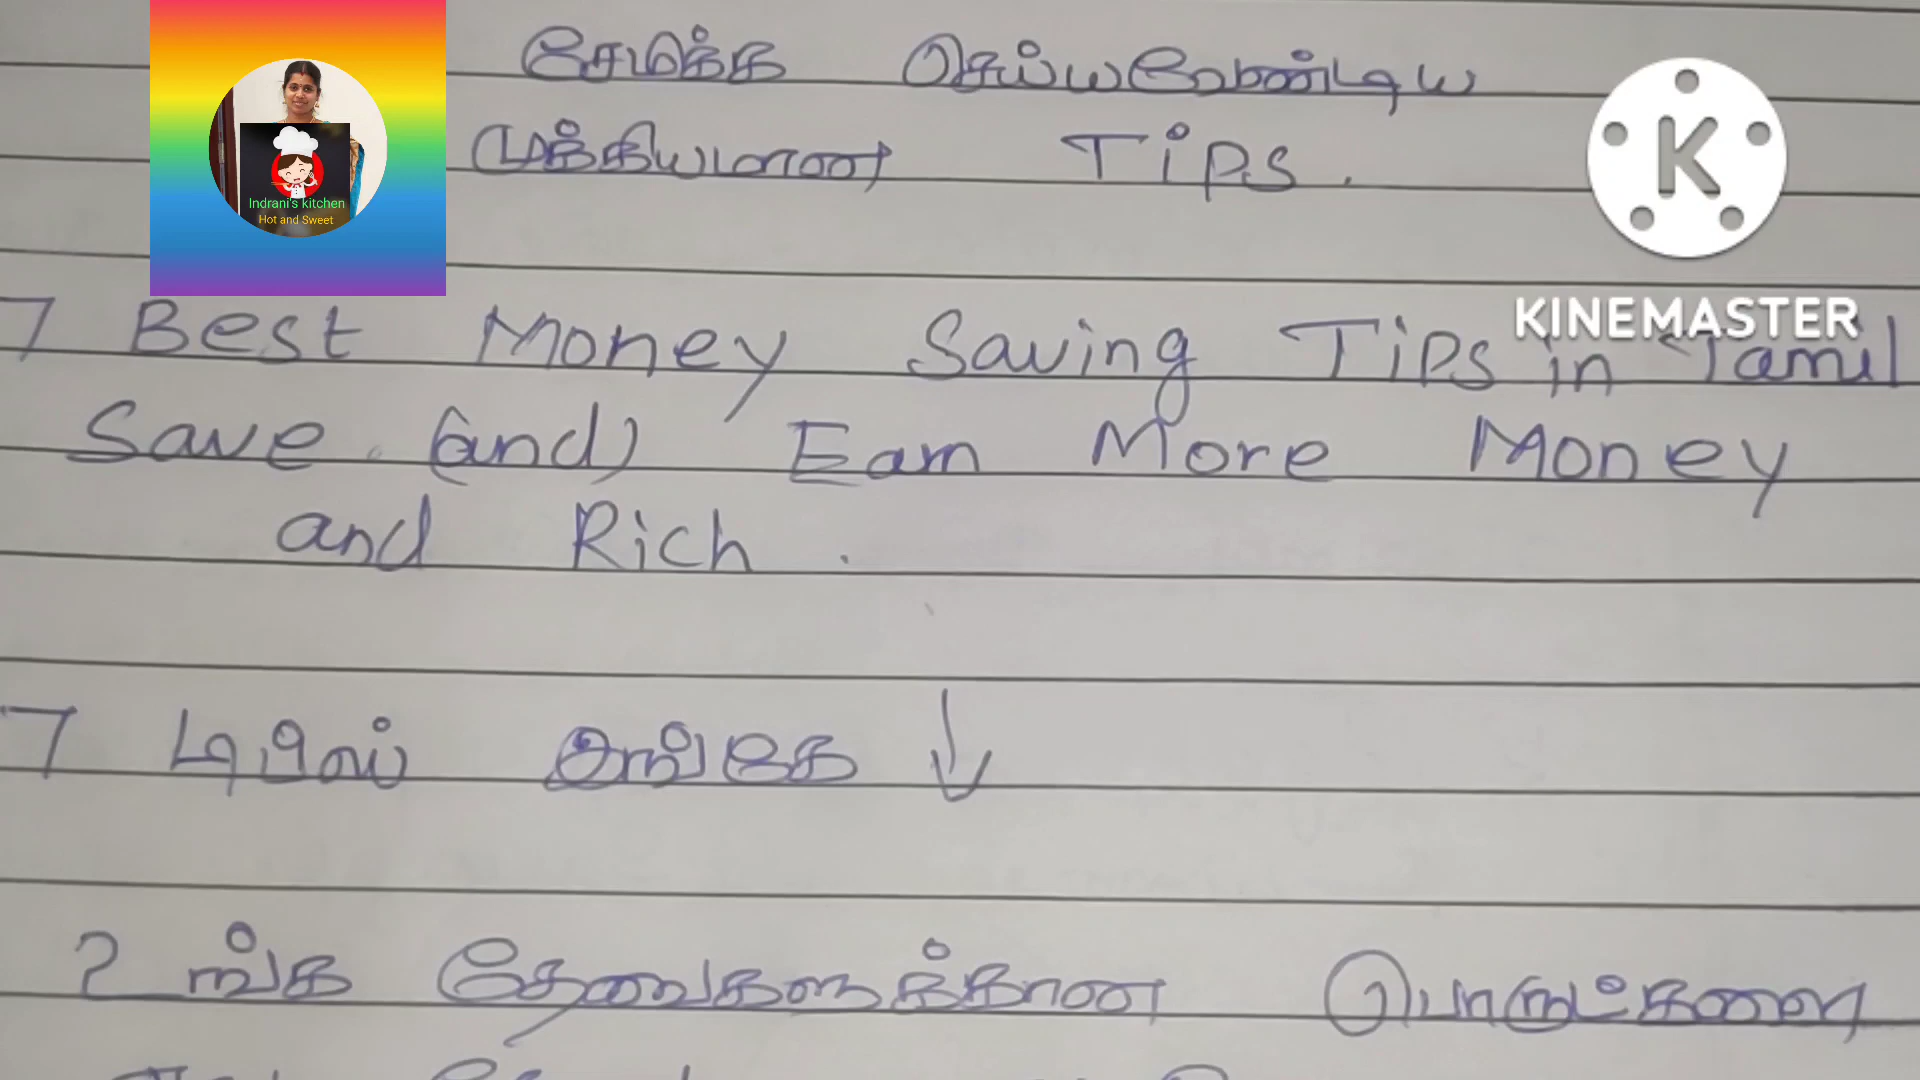 சேமிக்க செய்யவேண்டிய
முக்கியமான Tips.
Indrani's kitchen
Hot and Sweet
KINEMASTER
7 Best Money Saving Tips in Tamil
Save (and) Earn More Money
and Rich.
7 டிப்ஸ் இங்கே ↓
உங்க தேவைகளுக்கான பொருட்களை